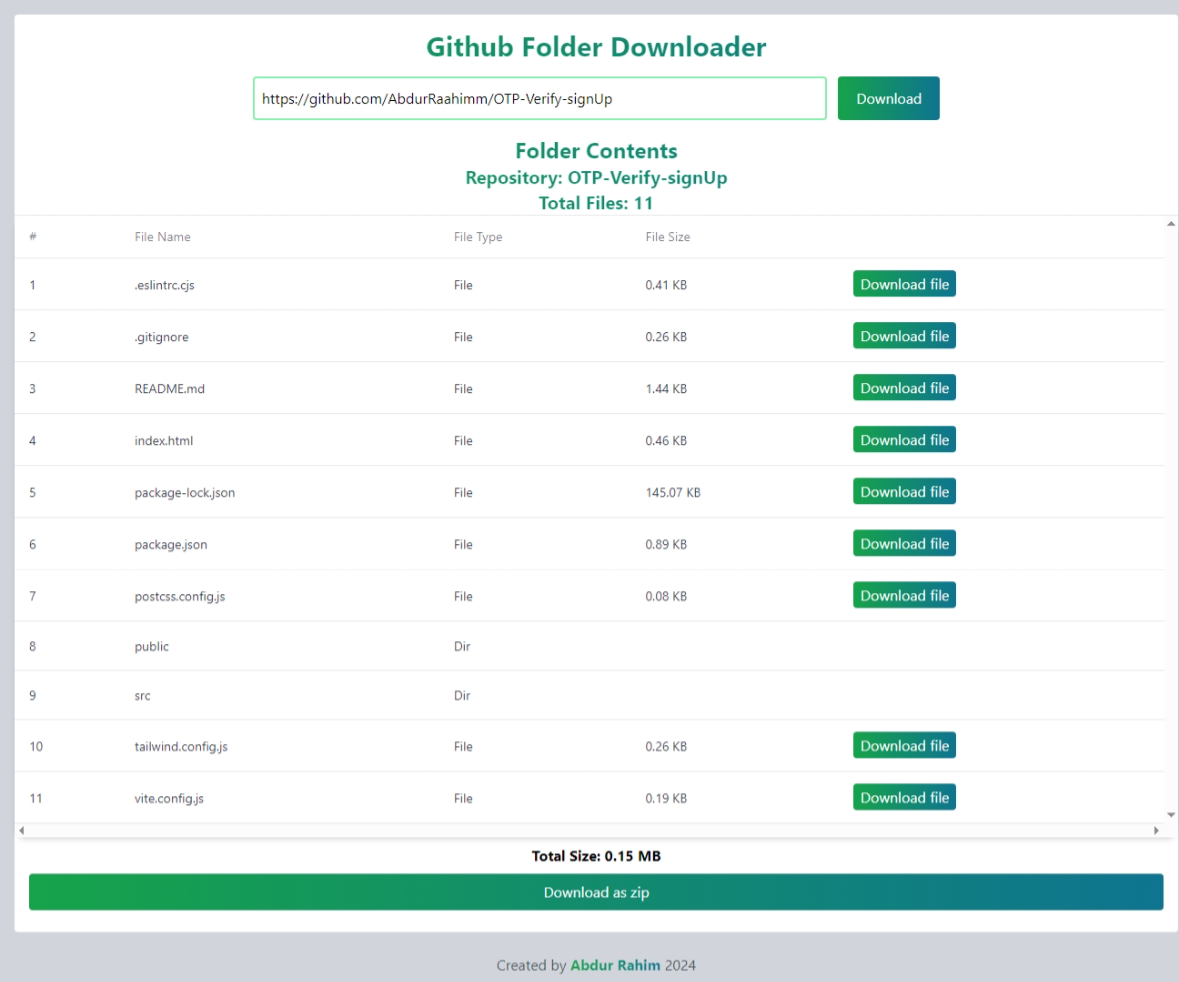 Github Folder Downloader
https://github.com/AbdurRaahimm/OTP-Verify-signUp Download
Folder Contents
Repository: OTP-Verify-signUp
Total Files: 11
# File Name File Type File Size
1 .eslintrc.cjs File 0.41 KB Download file
2 .gitignore File 0.26 KB Download file
3 README.md File 1.44 KB Download file
4 index.html File 0.46 KB Download file
5 package-lock.json File 145.07 KB Download file
6 package.json File 0.89 KB Download file
7 postcss.config.js File 0.08 KB Download file
8 public Dir
9 src Dir
10 tailwind.config.js File 0.26 KB Download file
11 vite.config.js File 0.19 KB Download file
Total Size: 0.15 MB
Download as zip
Created by Abdur Rahim 2024